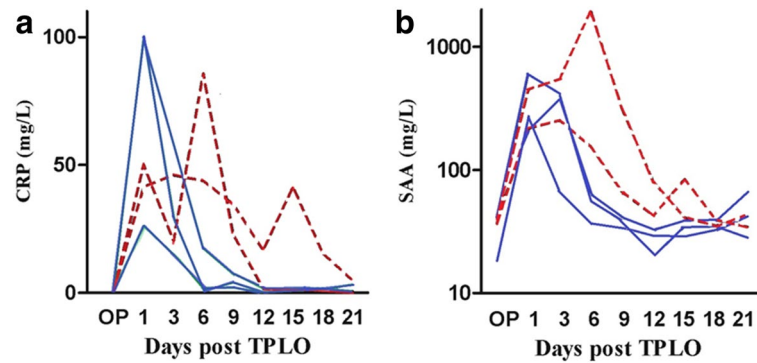 a
CRP (mg/L)
100
50
0
OP 1 3 6 9 12 15 18 21
Days post TPLO
b
SAA (mg/L)
1000
100
10
OP 1 3 6 9 12 15 18 21
Days post TPLO